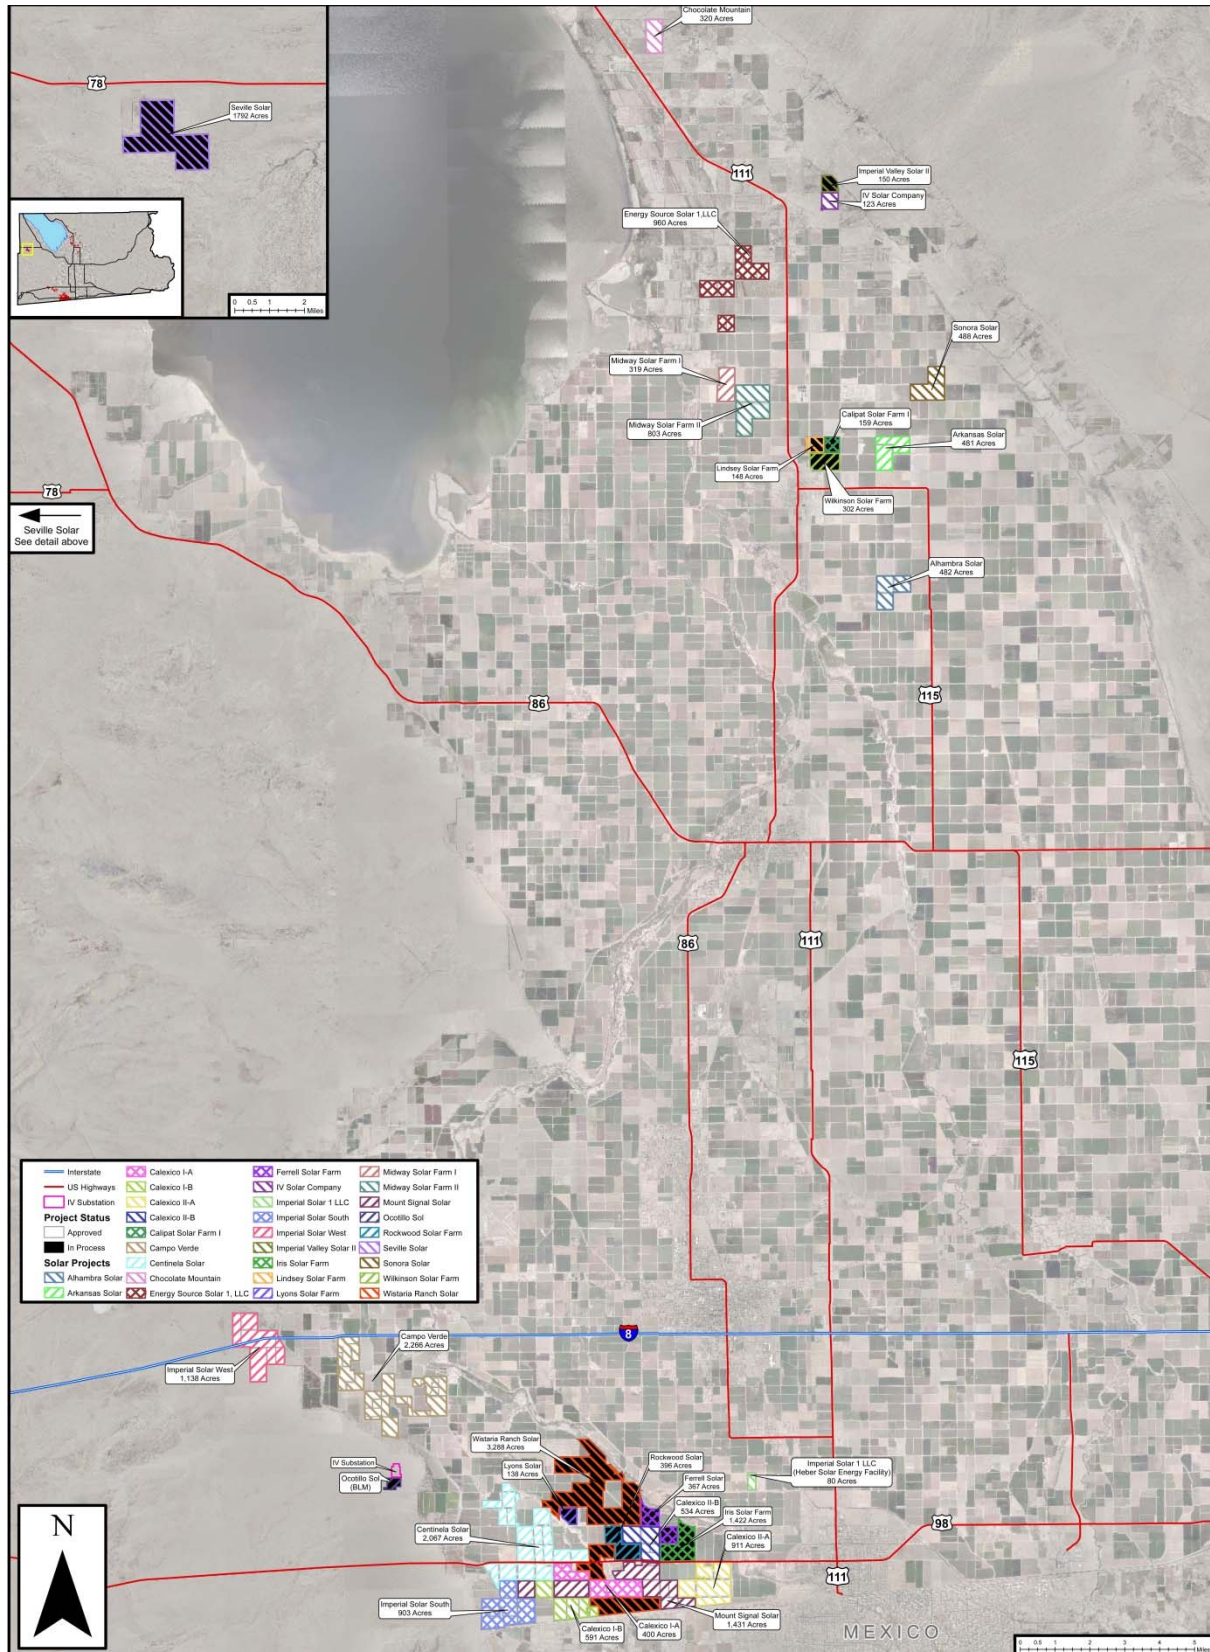 Chocolate Mountain
320 Acres
78
Seville Solar
1792 Acres
0 0.5 1 2
Miles
111
Imperial Valley Solar II
150 Acres
IV Solar Company
123 Acres
Energy Source Solar 1,LLC
960 Acres
Sonora Solar
488 Acres
Midway Solar Farm I
319 Acres
Midway Solar Farm II
803 Acres
Calipat Solar Farm I
159 Acres
Arkansas Solar
481 Acres
Lindsey Solar Farm
148 Acres
Wilkinson Solar Farm
302 Acres
78
Seville Solar
See detail above
Alhambra Solar
482 Acres
86
115
86
111
115
Interstate
US Highways
IV Substation
Project Status
Approved
In Process
Solar Projects
Alhambra Solar
Arkansas Solar
Calexico I-A
Calexico I-B
Calexico II-A
Calexico II-B
Calipat Solar Farm I
Campo Verde
Centinela Solar
Chocolate Mountain
Energy Source Solar 1, LLC
Ferrell Solar Farm
IV Solar Company
Imperial Solar 1 LLC
Imperial Solar South
Imperial Solar West
Imperial Valley Solar II
Iris Solar Farm
Lindsey Solar Farm
Lyons Solar Farm
Midway Solar Farm I
Midway Solar Farm II
Mount Signal Solar
Ocotillo Sol
Rockwood Solar Farm
Seville Solar
Sonora Solar
Wilkinson Solar Farm
Wistaria Ranch Solar
8
Campo Verde
2,266 Acres
Imperial Solar West
1,138 Acres
Wistaria Ranch Solar
3,288 Acres
Rockwood Solar
396 Acres
IV Substation
Ocotillo Sol
(BLM)
Lyons Solar
138 Acres
Ferrell Solar
367 Acres
Imperial Solar 1 LLC
(Heber Solar Energy Facility)
80 Acres
Calexico II-B
534 Acres
Iris Solar Farm
1,422 Acres
Centinela Solar
2,067 Acres
Calexico II-A
911 Acres
98
N
111
Imperial Solar South
903 Acres
Calexico I-B
591 Acres
Calexico I-A
400 Acres
Mount Signal Solar
1,431 Acres
MEXICO
0 0.5 1 2 3 4 5
Miles